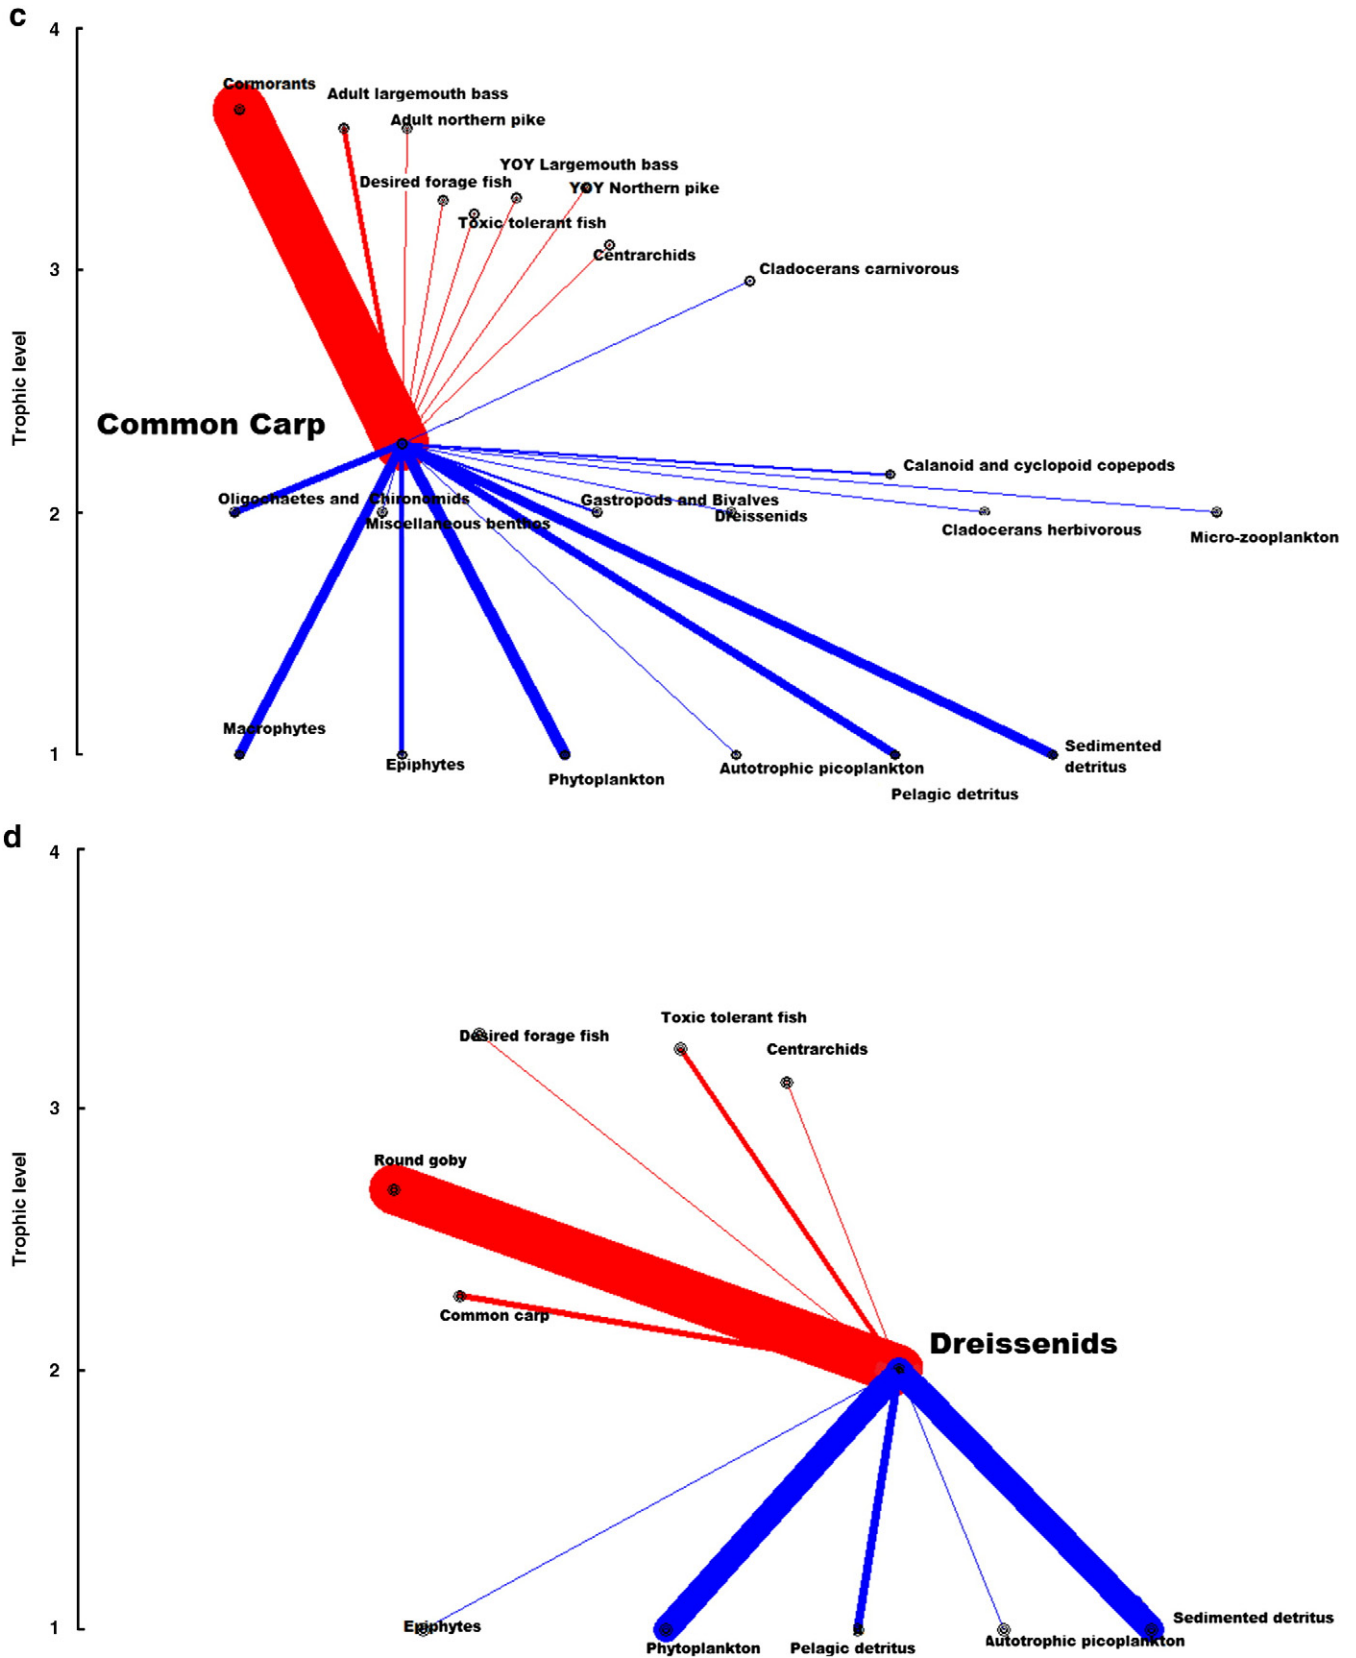 c
4
Cormorants
Adult largemouth bass
Adult northern pike
YOY Largemouth bass
Desired forage fish
YOY Northern pike
Toxic tolerant fish
Centrarchids
3
Cladocerans carnivorous
Trophic level
Common Carp
Calanoid and cyclopoid copepods
Oligochaetes and Chironomids
Gastropods and Bivalves
2
Miscellaneous benthos
Dreissenids
Cladocerans herbivorous
Micro-zooplankton
Macrophytes
1
Epiphytes
Phytoplankton
Autotrophic picoplankton
Pelagic detritus
Sedimented
detritus
d
4
Toxic tolerant fish
Desired forage fish
Centrarchids
3
Round goby
Trophic level
Common carp
Dreissenids
2
1
Epiphytes
Phytoplankton
Pelagic detritus
Autotrophic picoplankton
Sedimented detritus